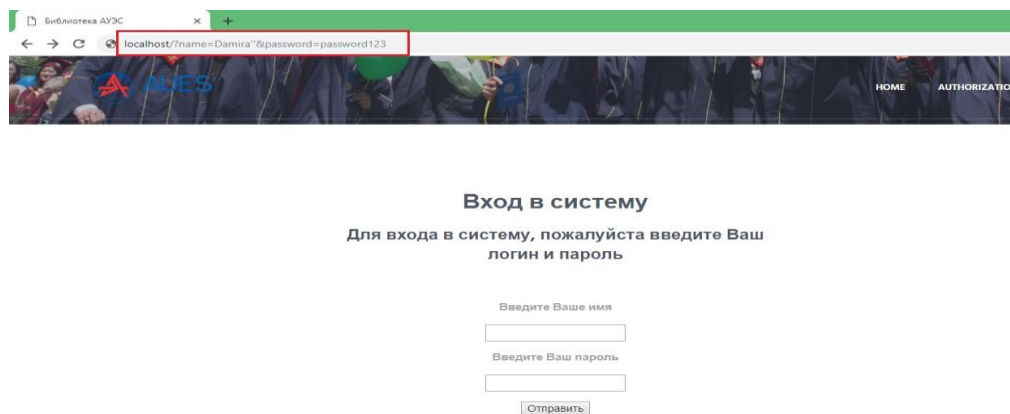 Библиотека АУЭС
localhost/?name=Damira''&password=password123
AUES
HOME AUTHORIZATIO
Вход в систему
Для входа в систему, пожалуйста введите Ваш
логин и пароль
Введите Ваше имя
Введите Ваш пароль
Отправить